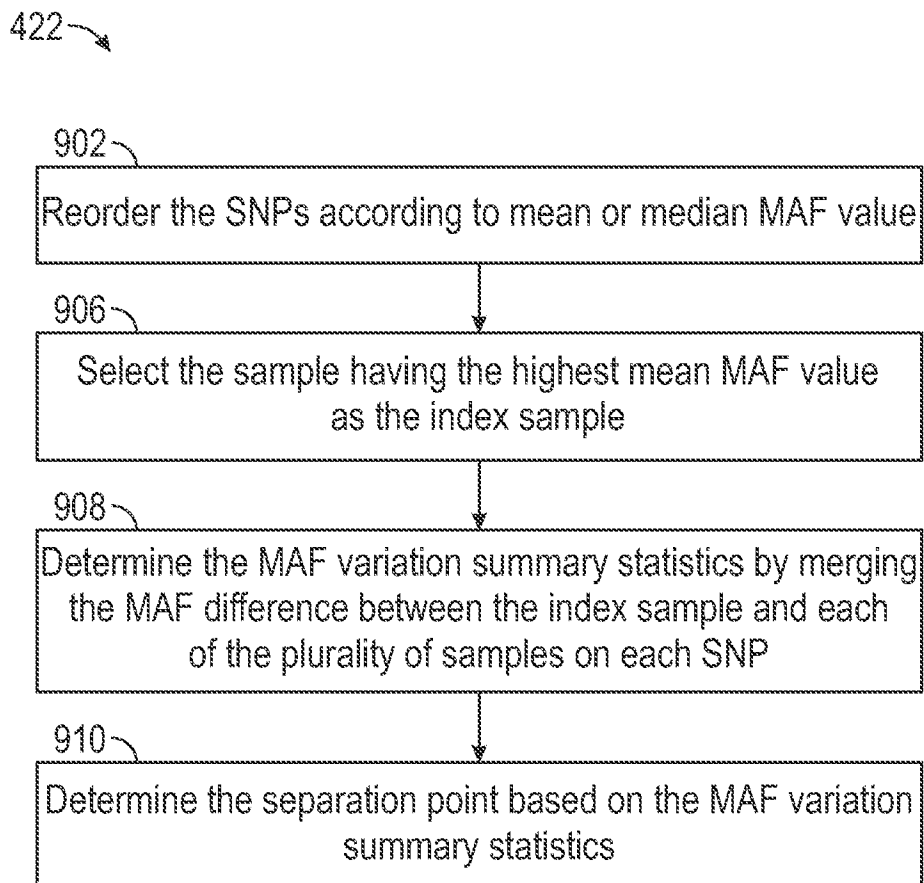 422
902
Reorder the SNPs according to mean or median MAF value
906
Select the sample having the highest mean MAF value
as the index sample
908
Determine the MAF variation summary statistics by merging
the MAF difference between the index sample and each
of the plurality of samples on each SNP
910
Determine the separation point based on the MAF variation
summary statistics